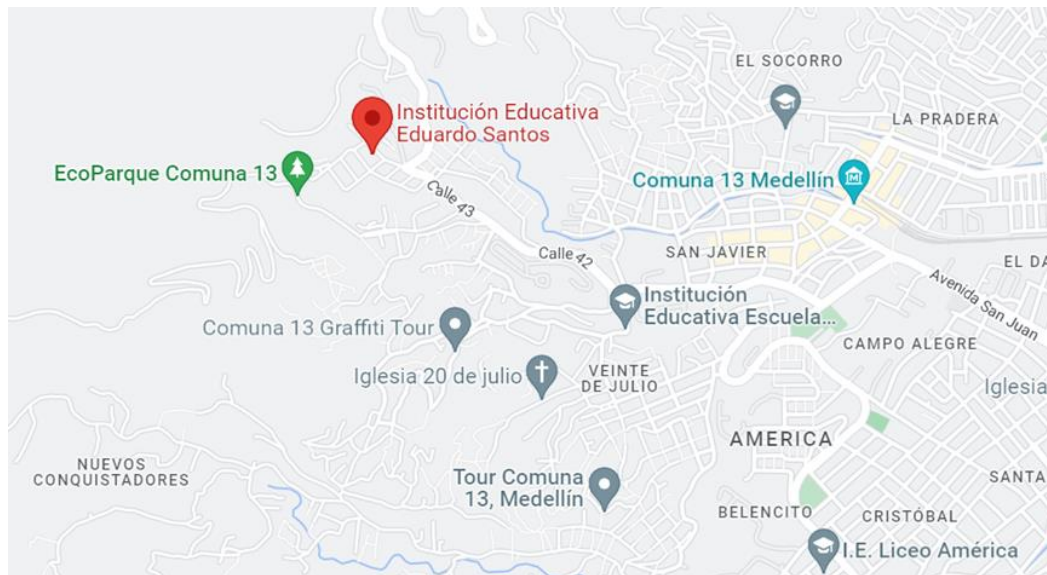 EL SOCORRO
Institución Educativa
Eduardo Santos
LA PRADERA
EcoParque Comuna 13
Comuna 13 Medellín
Calle 43
Calle 42
SAN JAVIER
EL DA
Avenida San Juan
Institución
Educativa Escuela...
Comuna 13 Graffiti Tour
CAMPO ALEGRE
Iglesia 20 de julio
VEINTE
DE JULIO
Iglesia
AMERICA
NUEVOS
CONQUISTADORES
Tour Comuna
13, Medellín
SANTA
BELENCITO
CRISTÓBAL
I.E. Liceo América